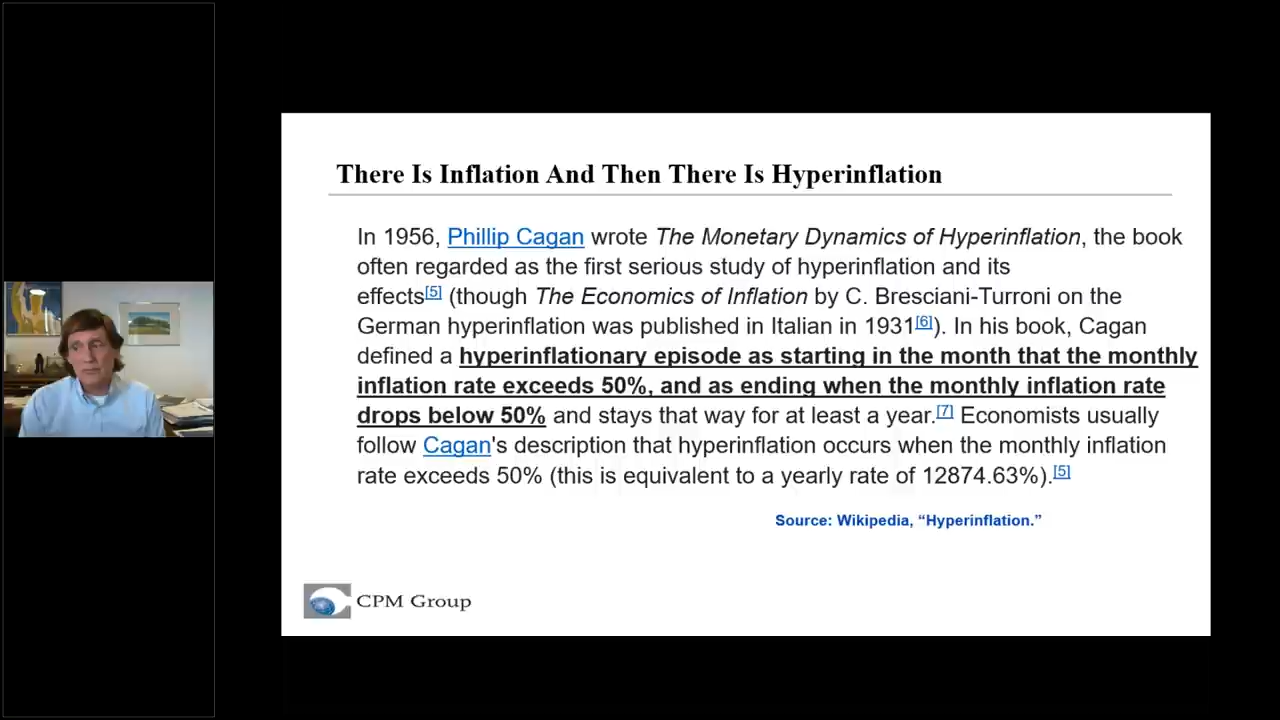 There Is Inflation And Then There Is Hyperinflation
In 1956, Phillip Cagan wrote The Monetary Dynamics of Hyperinflation, the book
often regarded as the first serious study of hyperinflation and its
effects[5] (though The Economics of Inflation by C. Bresciani-Turroni on the
German hyperinflation was published in Italian in 1931[6]). In his book, Cagan
defined a hyperinflationary episode as starting in the month that the monthly
inflation rate exceeds 50%, and as ending when the monthly inflation rate
drops below 50% and stays that way for at least a year.[7] Economists usually
follow Cagan's description that hyperinflation occurs when the monthly inflation
rate exceeds 50% (this is equivalent to a yearly rate of 12874.63%).[5]
Source: Wikipedia, “Hyperinflation.”
CPM Group